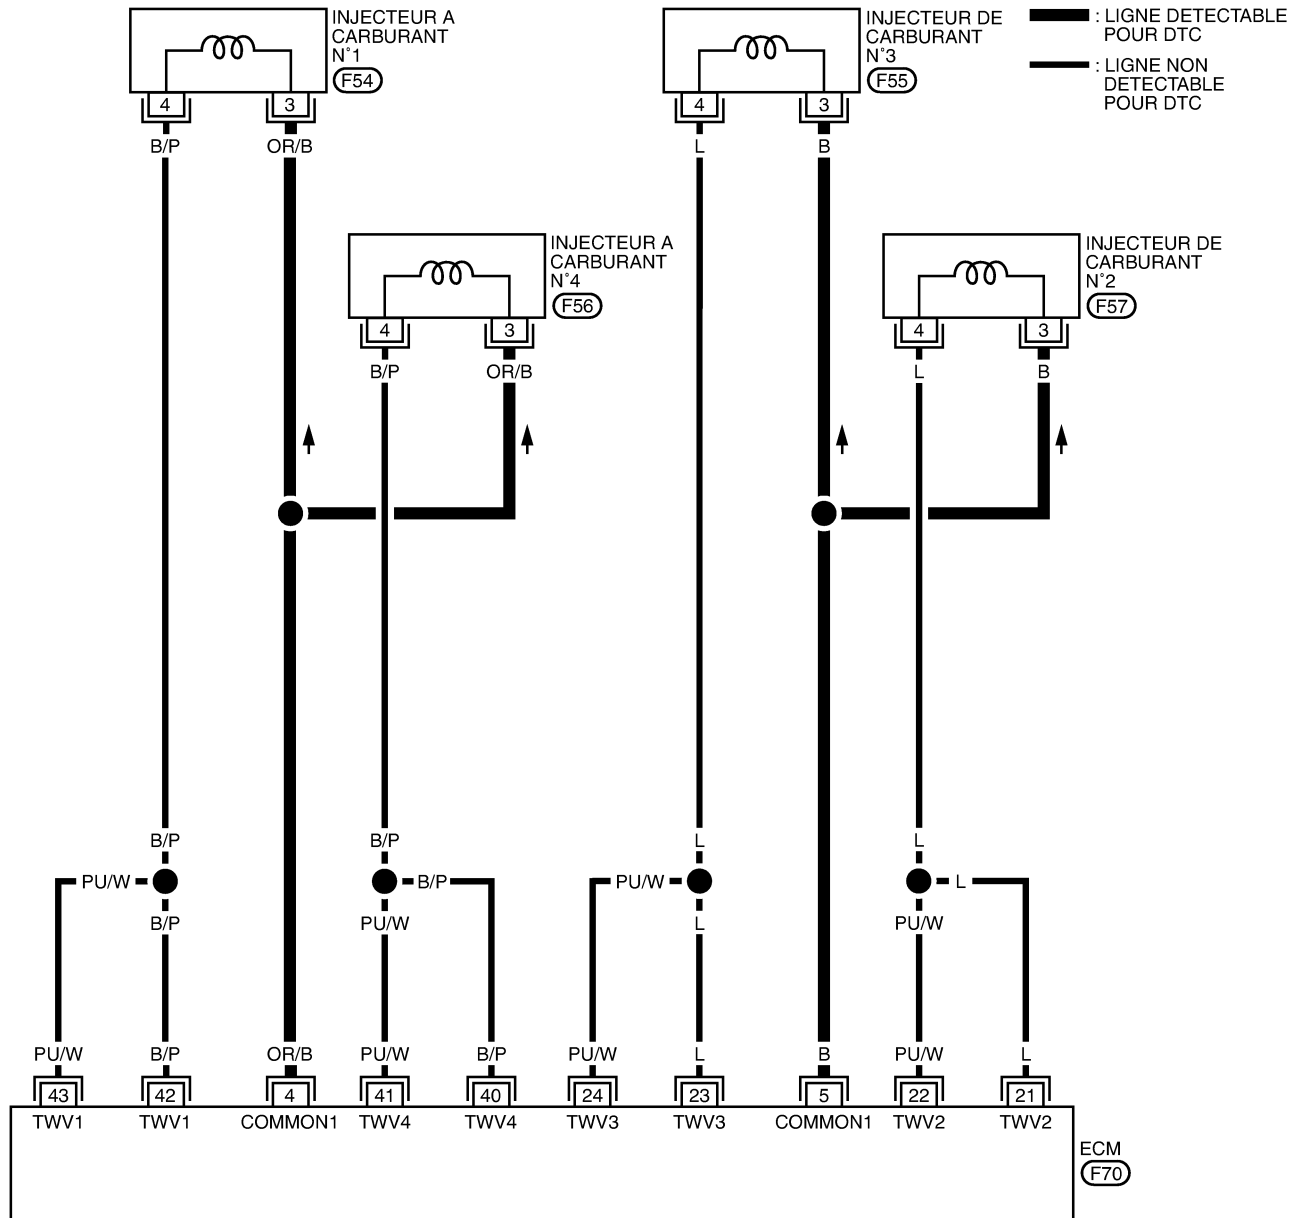 INJECTEUR A
CARBURANT
N°1
F54
INJECTEUR DE
CARBURANT
N°3
F55
: LIGNE DETECTABLE
POUR DTC
: LIGNE NON
DETECTABLE
POUR DTC
4 3 4 3
B/P OR/B L B
INJECTEUR A
CARBURANT
N°4
F56
INJECTEUR DE
CARBURANT
N°2
F57
4 3 4 3
B/P OR/B L B
B/P B/P L L
PU/W B/P PU/W L
B/P PU/W L PU/W
PU/W B/P OR/B PU/W B/P PU/W L B PU/W L
43 42 4 41 40 24 23 5 22 21
TWV1 TWV1 COMMON1 TWV4 TWV4 TWV3 TWV3 COMMON1 TWV2 TWV2
ECM
F70